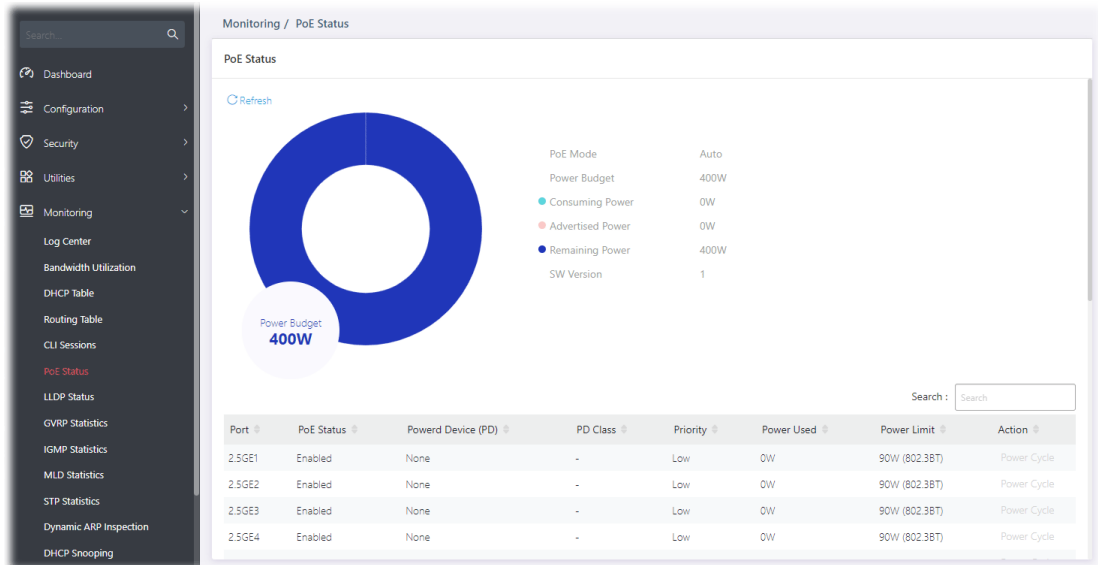 Search...
Dashboard
Configuration
Security
Utilities
Monitoring
Log Center
Bandwidth Utilization
DHCP Table
Routing Table
CLI Sessions
PoE Status
LLDP Status
GVRP Statistics
IGMP Statistics
MLD Statistics
STP Statistics
Dynamic ARP Inspection
DHCP Snooping
Monitoring / PoE Status
PoE Status
Refresh
Power Budget
400W
PoE Mode Auto
Power Budget 400W
Consuming Power 0W
Advertised Power 0W
Remaining Power 400W
SW Version 1
Search : Search
Port PoE Status Powerd Device (PD) PD Class Priority Power Used Power Limit Action
2.5GE1 Enabled None - Low 0W 90W (802.3BT) Power Cycle
2.5GE2 Enabled None - Low 0W 90W (802.3BT) Power Cycle
2.5GE3 Enabled None - Low 0W 90W (802.3BT) Power Cycle
2.5GE4 Enabled None - Low 0W 90W (802.3BT) Power Cycle